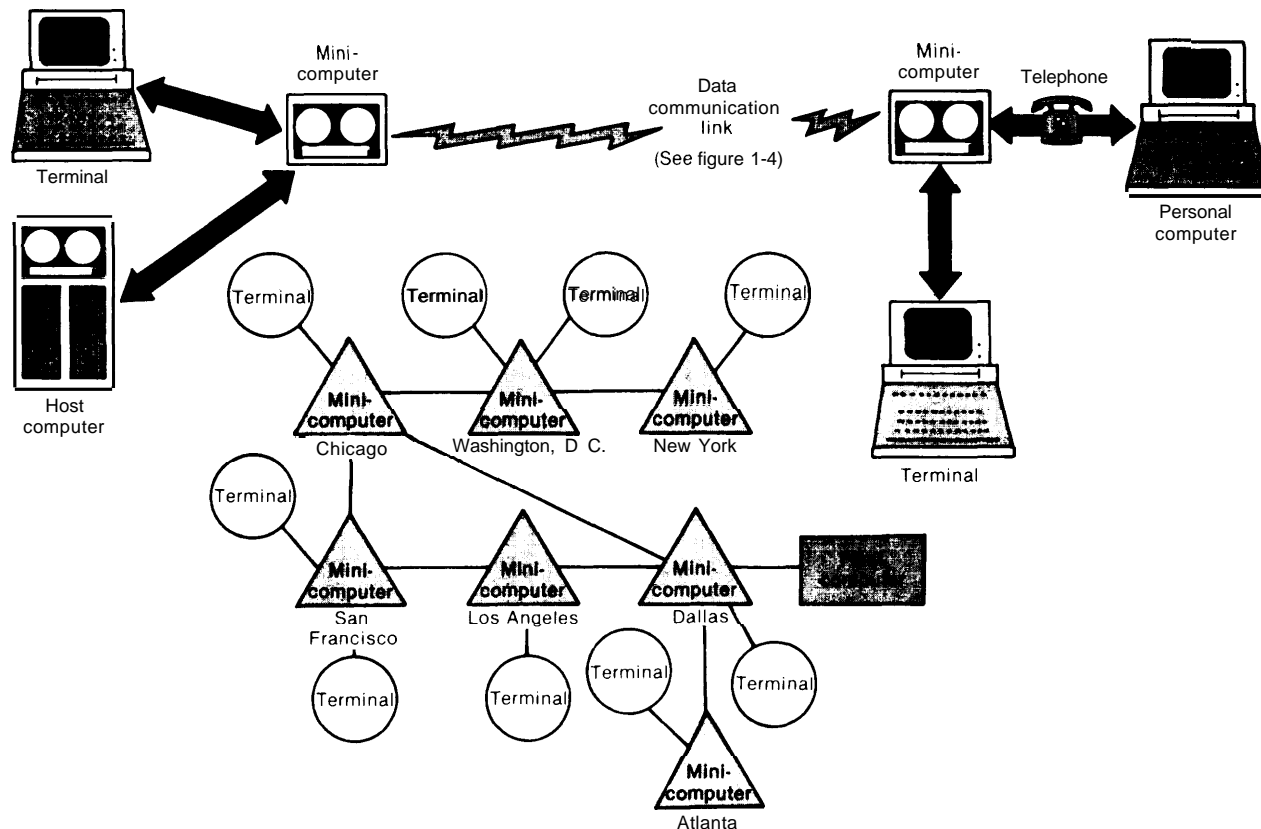 Mini-
computer
Mini-
computer
Telephone
Data
communication
link
(See figure 1-4)
Terminal
Personal
computer
Host
computer
Terminal
Terminal
Terminal
Terminal
Terminal
Mini-
computer
Chicago
Mini-
computer
Washington, D C.
Mini-
computer
New York
Terminal
Mini-
computer
San
Francisco
Mini-
computer
Los Angeles
Mini-
computer
Dallas
computer
Terminal
Terminal
Terminal
Terminal
Mini-
computer
Atlanta